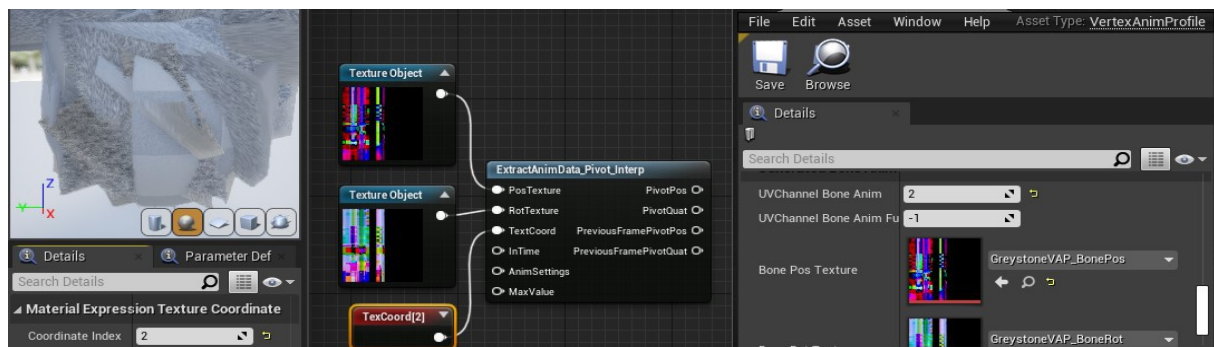 Z
Y
X
Details
Parameter Def
Search Details
Material Expression Texture Coordinate
Coordinate Index 2
Texture Object
Texture Object
TexCoord[2]
ExtractAnimData_Pivot_Interp
PosTexture PivotPos
RotTexture PivotQuat
TextCoord PreviousFramePivotPos
InTime PreviousFramePivotQuat
AnimSettings
MaxValue
File Edit Asset Window Help Asset Type: VertexAnimProfile
Save Browse
Details
Search Details
UVChannel Bone Anim 2
UVChannel Bone Anim Fu -1
Bone Pos Texture
GreystoneVAP_BonePos
GreystoneVAP_BoneRot